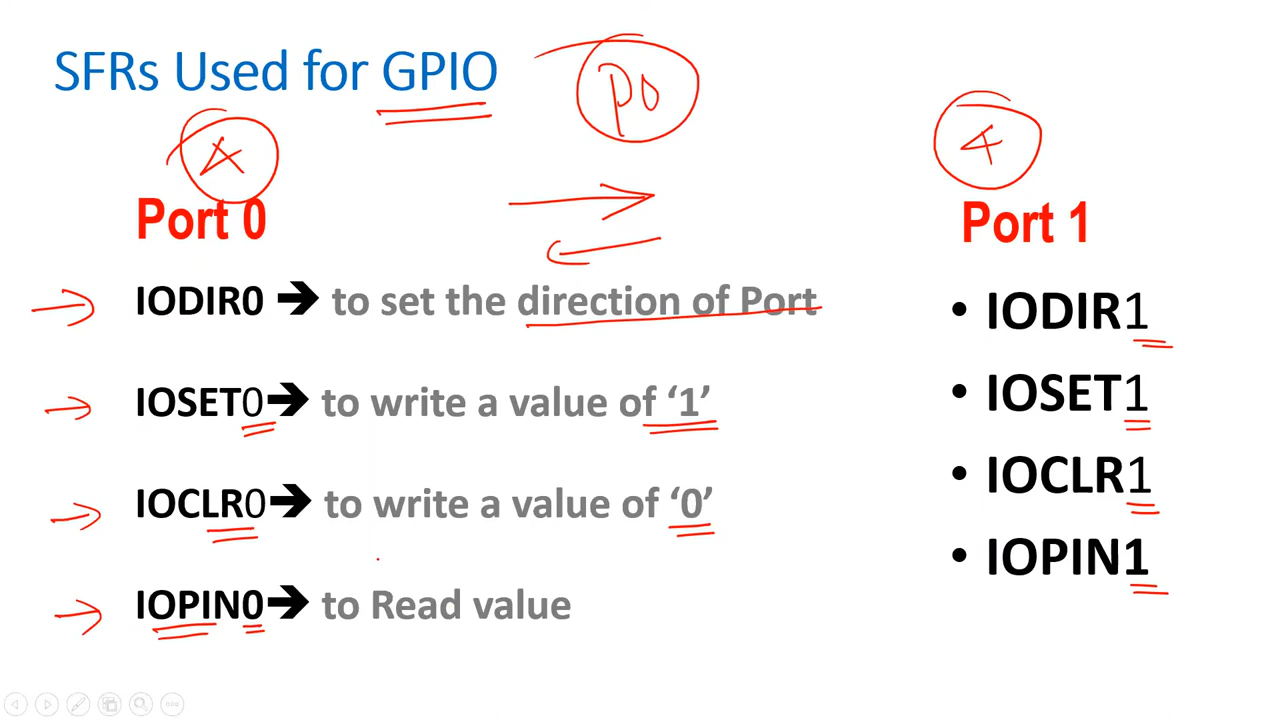 SFRs Used for GPIO
P0
4
4
Port 0
Port 1
IODIR0 → to set the direction of Port
IOSET0 → to write a value of ‘1’
IOCLR0 → to write a value of ‘0’
IOPIN0 → to Read value
• IODIR1
• IOSET1
• IOCLR1
• IOPIN1